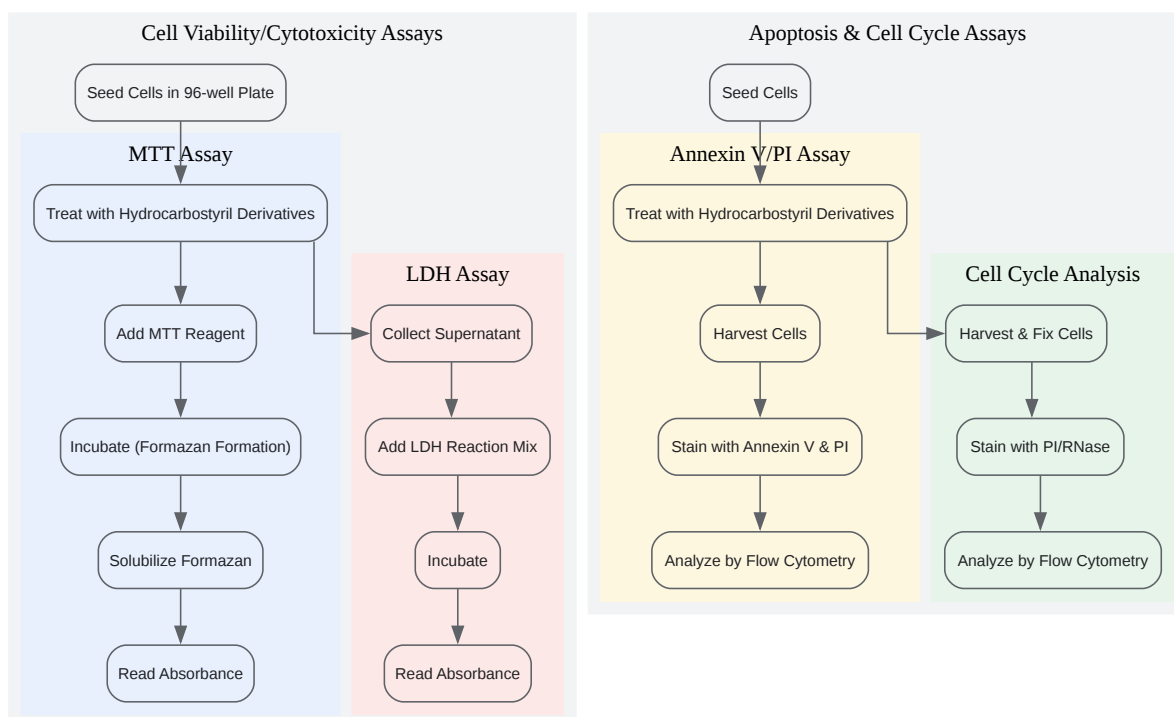 Cell Viability/Cytotoxicity Assays
Seed Cells in 96-well Plate
MTT Assay
Treat with Hydrocarbostyril Derivatives
Add MTT Reagent
Incubate (Formazan Formation)
Solubilize Formazan
Read Absorbance
LDH Assay
Collect Supernatant
Add LDH Reaction Mix
Incubate
Read Absorbance
Apoptosis & Cell Cycle Assays
Seed Cells
Annexin V/PI Assay
Treat with Hydrocarbostyril Derivatives
Harvest Cells
Stain with Annexin V & PI
Analyze by Flow Cytometry
Cell Cycle Analysis
Harvest & Fix Cells
Stain with PI/RNase
Analyze by Flow Cytometry